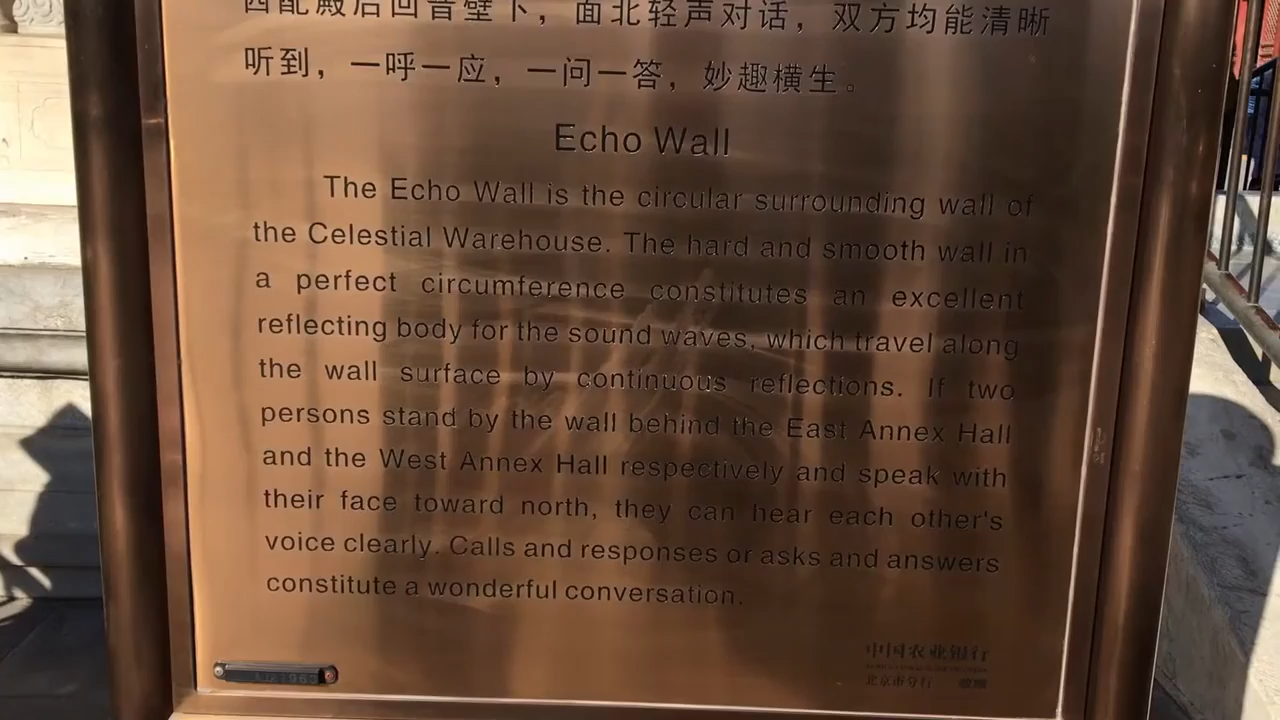 西配殿后回音壁下，面北轻声对话，双方均能清晰
听到，一呼一应，一问一答，妙趣横生。
Echo Wall
The Echo Wall is the circular surrounding wall of
the Celestial Warehouse. The hard and smooth wall in
a perfect circumference constitutes an excellent
reflecting body for the sound waves, which travel along
the wall surface by continuous reflections. If two
persons stand by the wall behind the East Annex Hall
and the West Annex Hall respectively and speak with
their face toward north, they can hear each other's
voice clearly. Calls and responses or asks and answers
constitute a wonderful conversation.
中国农业银行
北京市分行